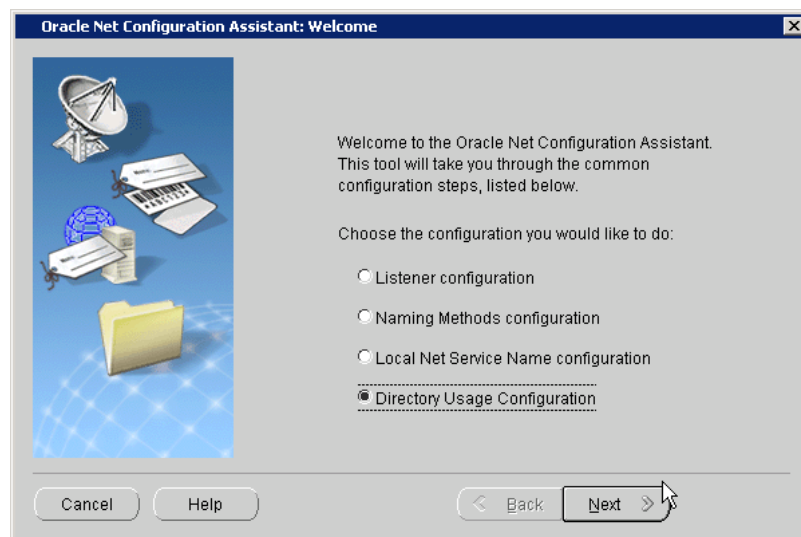 Oracle Net Configuration Assistant: Welcome
Welcome to the Oracle Net Configuration Assistant.
This tool will take you through the common
configuration steps, listed below.
Choose the configuration you would like to do:
Listener configuration
Naming Methods configuration
Local Net Service Name configuration
Directory Usage Configuration
Cancel
Help
Back
Next